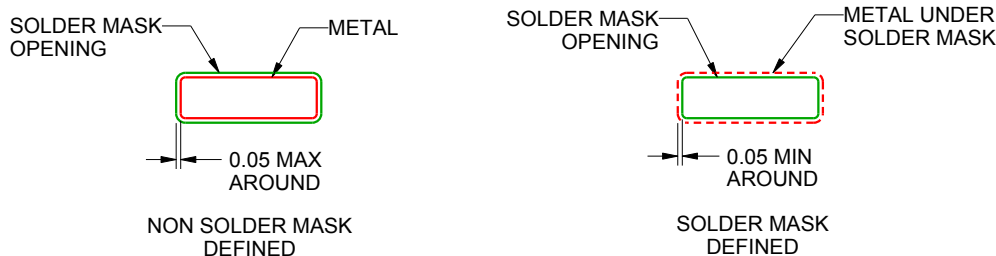 SOLDER MASK
OPENING
METAL
0.05 MAX
AROUND
NON SOLDER MASK
DEFINED
SOLDER MASK
OPENING
METAL UNDER
SOLDER MASK
0.05 MIN
AROUND
SOLDER MASK
DEFINED